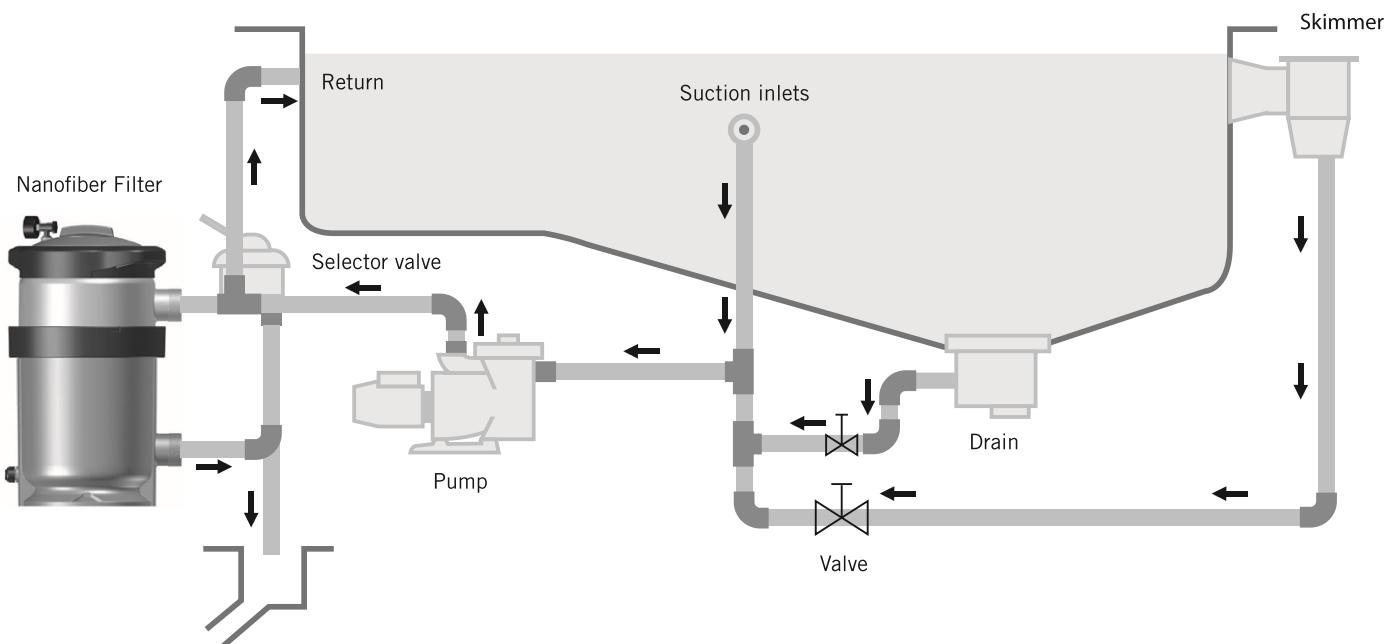 Skimmer
Return
Suction inlets
Nanofiber Filter
Selector valve
Drain
Pump
Valve